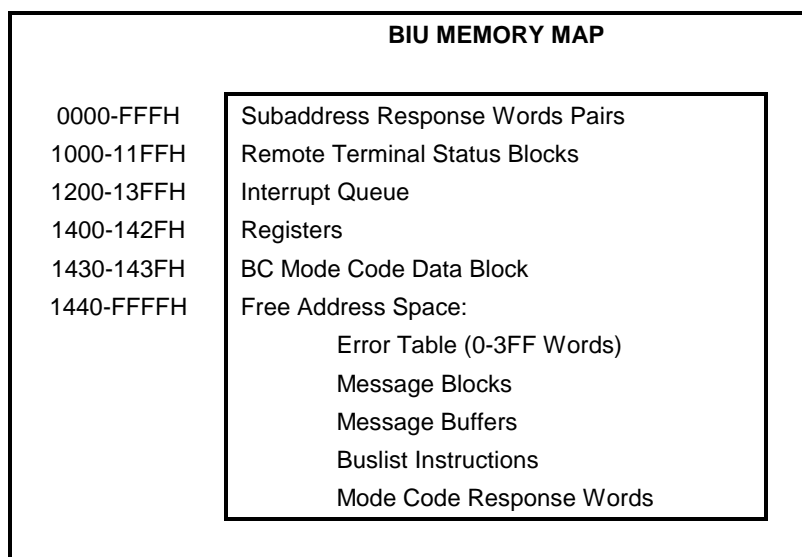 BIU MEMORY MAP
0000-FFFH Subaddress Response Words Pairs
1000-11FFH Remote Terminal Status Blocks
1200-13FFH Interrupt Queue
1400-142FH Registers
1430-143FH BC Mode Code Data Block
1440-FFFFH Free Address Space:
Error Table (0-3FF Words)
Message Blocks
Message Buffers
Buslist Instructions
Mode Code Response Words